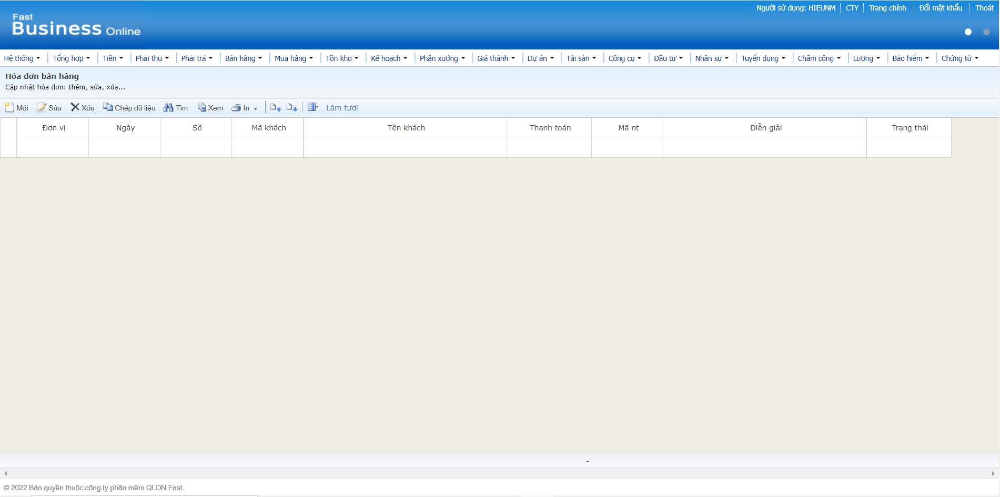 Người sử dụng: HIEUNM CTY Trang chính Đổi mật khẩu Thoát
Fast
Business Online
Hệ thống Tổng hợp Tiền Phải thu Phải trả Bán hàng Mua hàng Tồn kho Kế hoạch Phân xưởng Giá thành Dự án Tài sản Công cụ Đầu tư Nhân sự Tuyển dụng Chấm công Lương Bảo hiểm Chứng từ
Hóa đơn bán hàng
Cập nhật hóa đơn: thêm, sửa, xóa...
Mới Sửa Xóa Chép dữ liệu Tìm Xem In Làm tươi
Đơn vị Ngày Số Mã khách Tên khách Thanh toán Mã nt Diễn giải Trạng thái
-
© 2022 Bản quyền thuộc công ty phần mềm QLDN Fast.